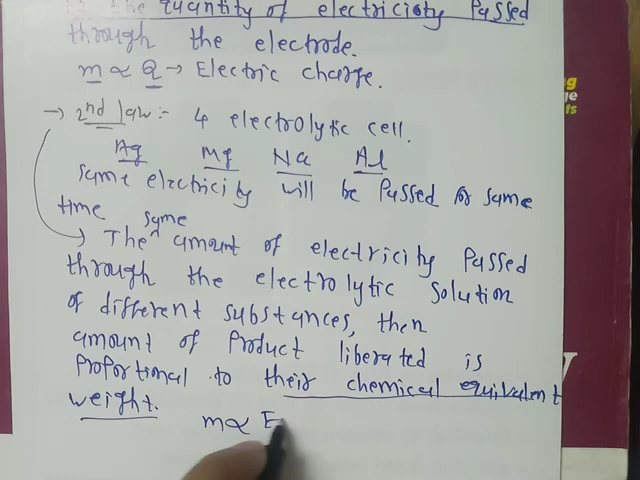 the quantity of electricioty Passed
through the electrode.
m ∝ Q → Electric charge.
→ 2nd law :- 4 electrolytic cell.
Ag Mg Na Al
same electricity will be Passed for same
time same
→ The ^ amount of electricity Passed
through the electrolytic solution
of different substances, then
amount of Product liberated is
Proportional to their chemical equivalent
weight.
m ∝ E